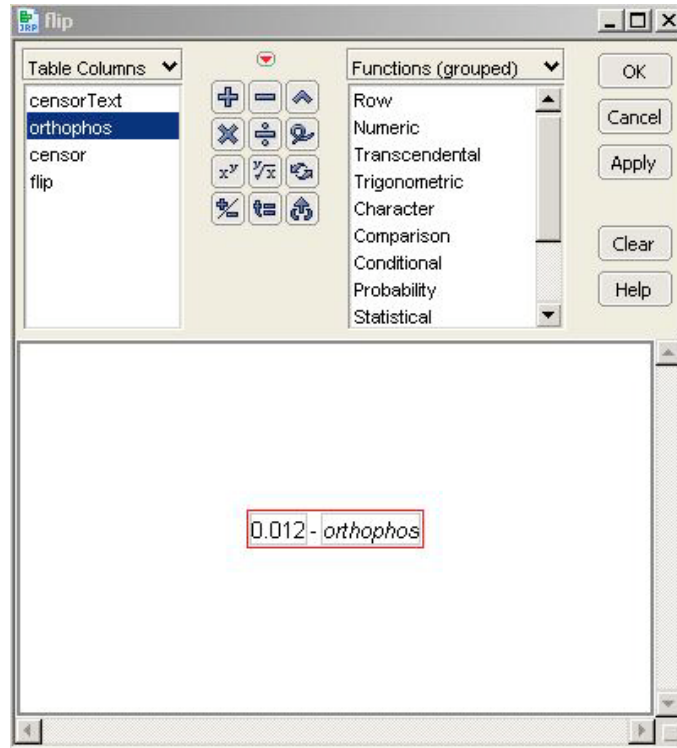 flip
Table Columns
Functions (grouped)
OK
censorText
orthophos
censor
flip
Row
Numeric
Transcendental
Trigonometric
Character
Comparison
Conditional
Probability
Statistical
Cancel
Apply
Clear
Help
xʸ
ʸ√x
0.012 - orthophos